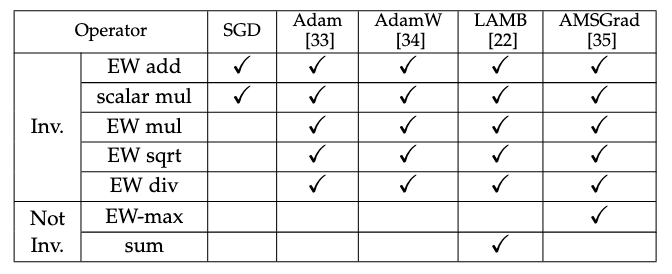 Operator SGD Adam [33] AdamW [34] LAMB [22] AMSGrad [35]
Inv.
EW add ✓ ✓ ✓ ✓ ✓
scalar mul ✓ ✓ ✓ ✓ ✓
EW mul ✓ ✓ ✓ ✓
EW sqrt ✓ ✓ ✓ ✓
EW div ✓ ✓ ✓ ✓
Not Inv.
EW-max ✓
sum ✓